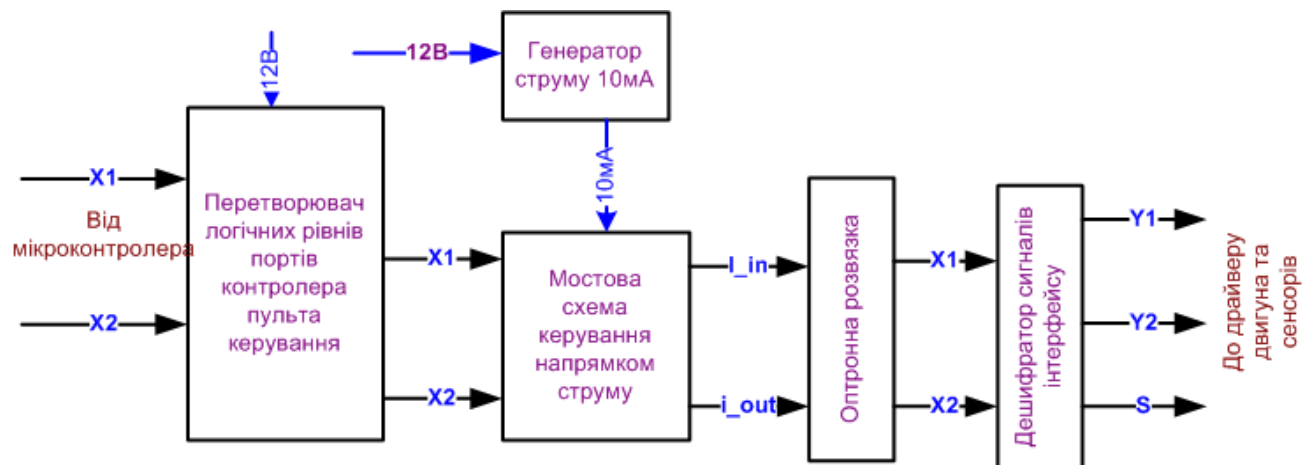 12В
12В
Генератор
струму 10мА
10мА
X1
Від
мікроконтролера
X2
Перетворювач
логічних рівнів
портів
контролера
пульта
керування
X1
X2
Мостова
схема
керування
напрямком
струму
I_in
i_out
Оптронна розвязка
X1
X2
Дешифратор сигналів
інтерфейсу
Y1
Y2
S
До драйверу
двигуна та
сенсорів